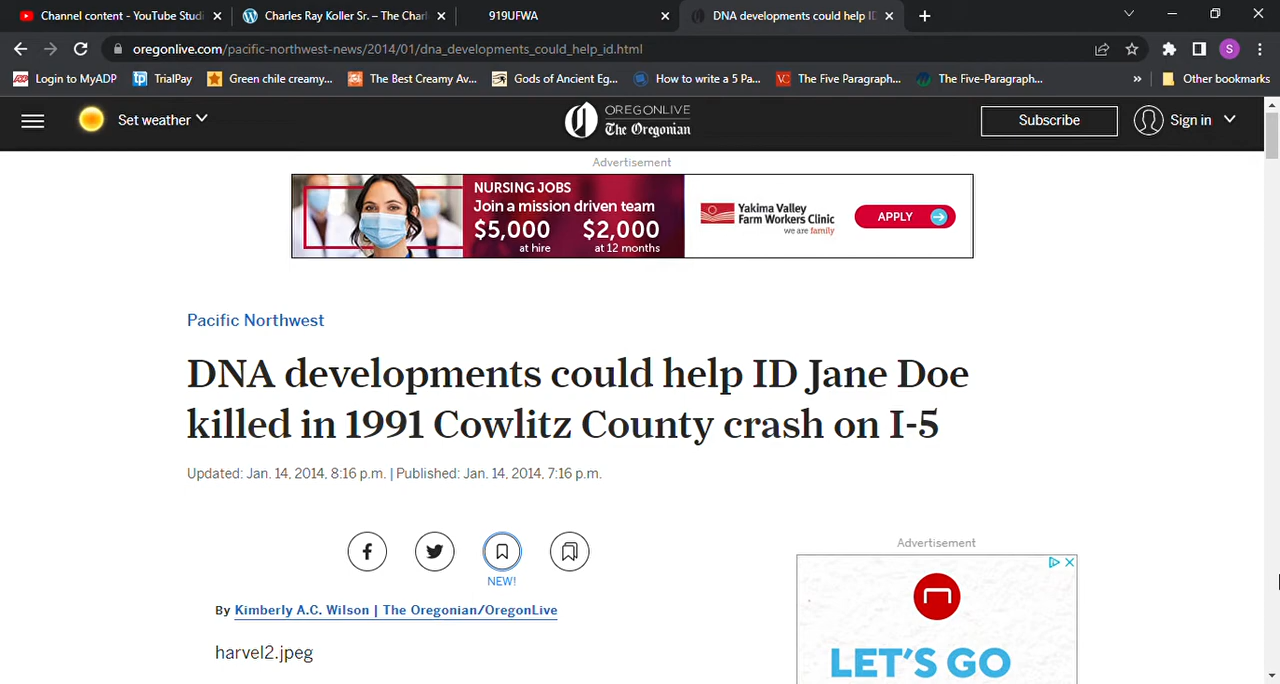 Channel content - YouTube Studi
Charles Ray Koller Sr. – The Charl
919UFWA
DNA developments could help ID
oregonlive.com/pacific-northwest-news/2014/01/dna_developments_could_help_id.html
S
Login to MyADP
TrialPay
Green chile creamy...
The Best Creamy Av...
Gods of Ancient Eg...
How to write a 5 Pa...
The Five Paragraph...
The Five-Paragraph...
»
Other bookmarks
Set weather
OREGONLIVE
The Oregonian
Subscribe
Sign in
Advertisement
NURSING JOBS
Join a mission driven team
$5,000 $2,000
at hire at 12 months
Yakima Valley
Farm Workers Clinic
we are family
APPLY
Pacific Northwest
DNA developments could help ID Jane Doe
killed in 1991 Cowlitz County crash on I-5
Updated: Jan. 14, 2014, 8:16 p.m. | Published: Jan. 14, 2014, 7:16 p.m.
NEW!
Advertisement
By Kimberly A.C. Wilson | The Oregonian/OregonLive
harvel2.jpeg
LET'S GO